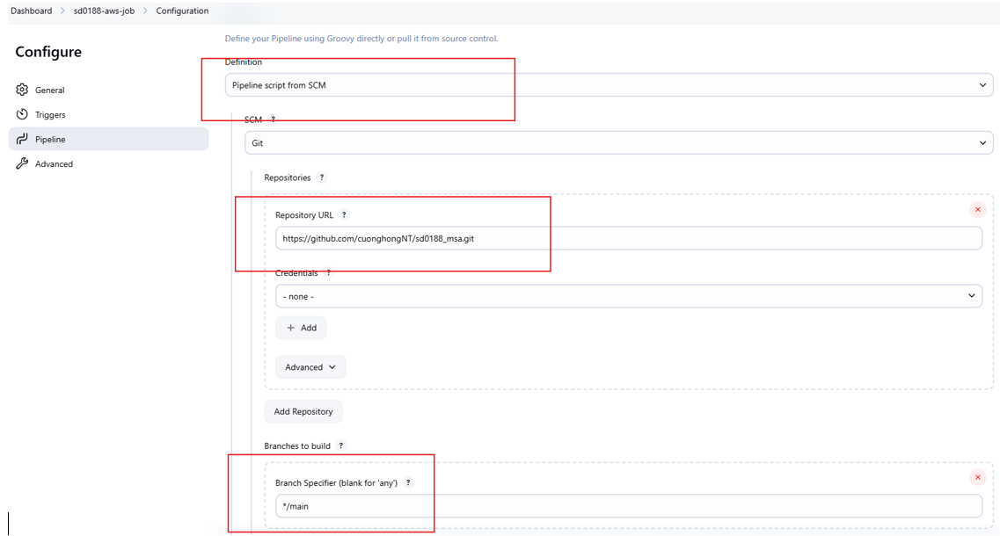 Dashboard > sd0188-aws-job > Configuration
Configure
General
Triggers
Pipeline
Advanced
Define your Pipeline using Groovy directly or pull it from source control.
Definition
Pipeline script from SCM
SCM ?
Git
Repositories ?
Repository URL ?
https://github.com/cuonghongNT/sd0188_msa.git
Credentials ?
- none -
+ Add
Advanced
Add Repository
Branches to build ?
Branch Specifier (blank for 'any') ?
*/main